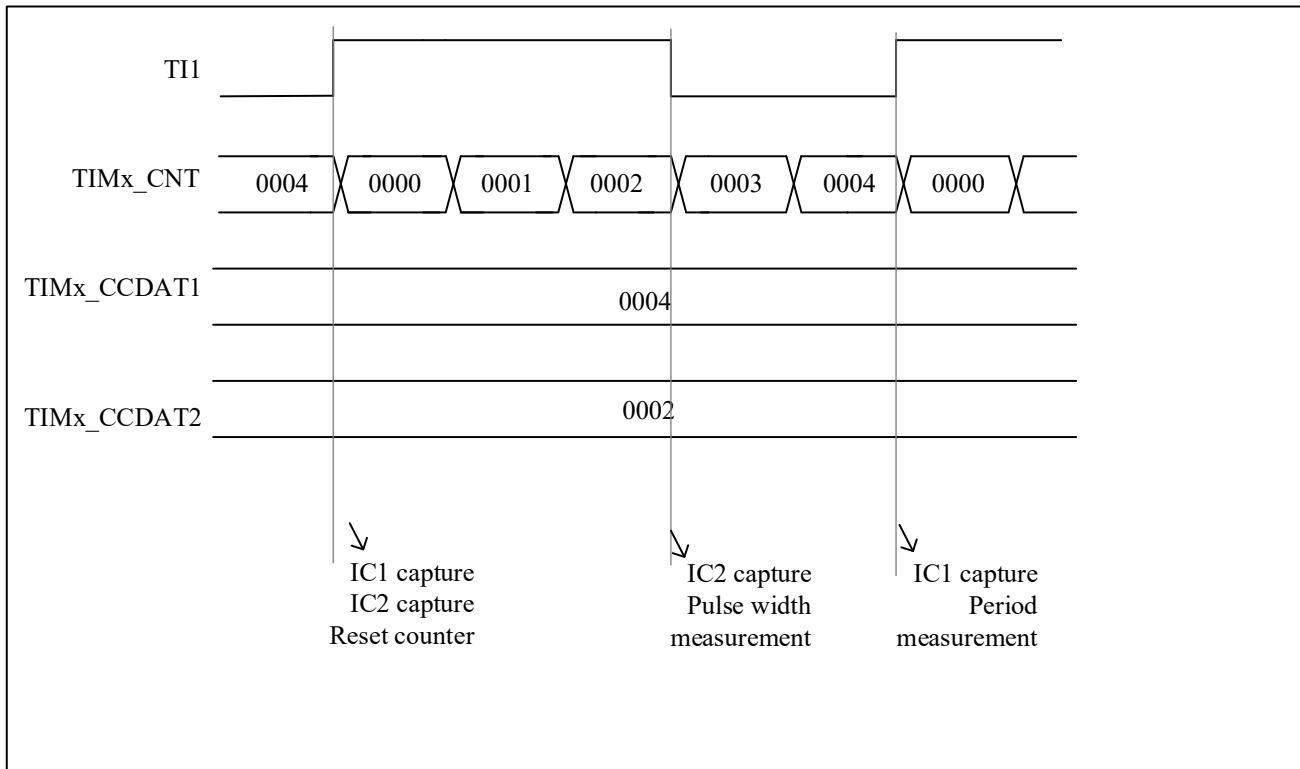 TI1
TIMx_CNT
0004
0000
0001
0002
0003
0004
0000
TIMx_CCDAT1
0004
TIMx_CCDAT2
0002
IC1 capture
IC2 capture
Reset counter
IC2 capture
Pulse width
measurement
IC1 capture
Period
measurement